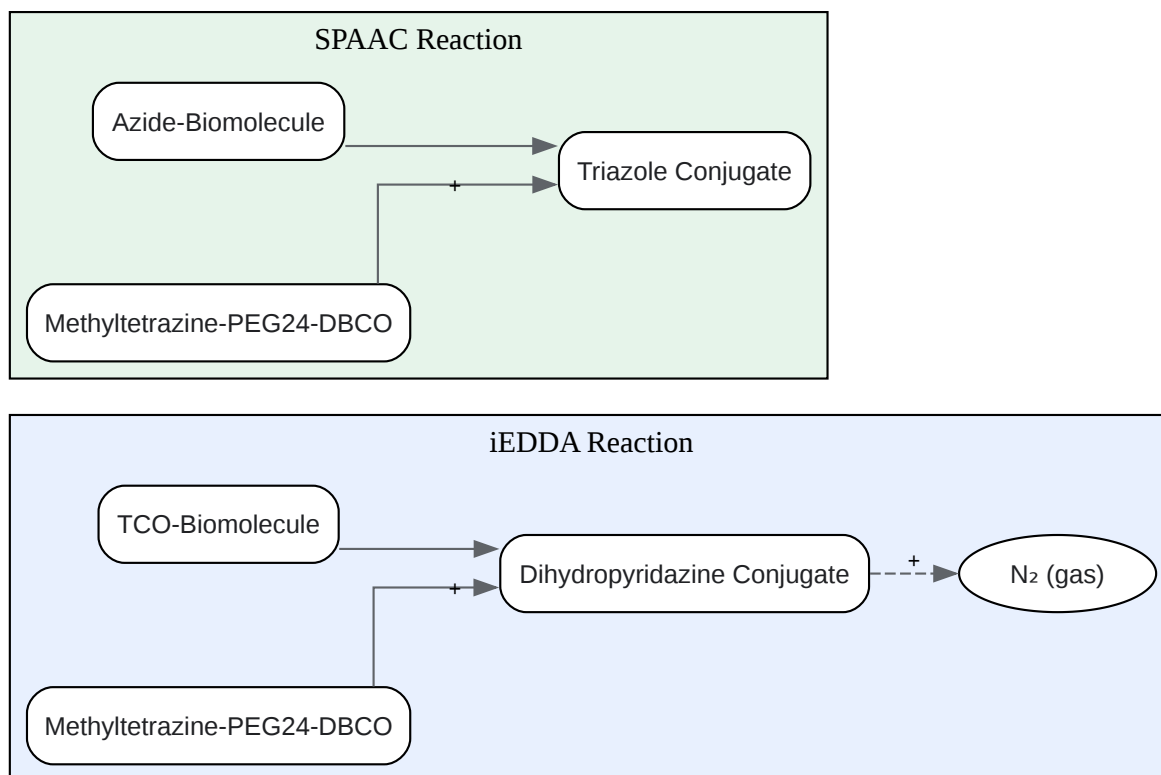 SPAAC Reaction
Azide-Biomolecule
Triazole Conjugate
+
Methyltetrazine-PEG24-DBCO
iEDDA Reaction
TCO-Biomolecule
Dihydropyridazine Conjugate
+
N₂ (gas)
+
Methyltetrazine-PEG24-DBCO